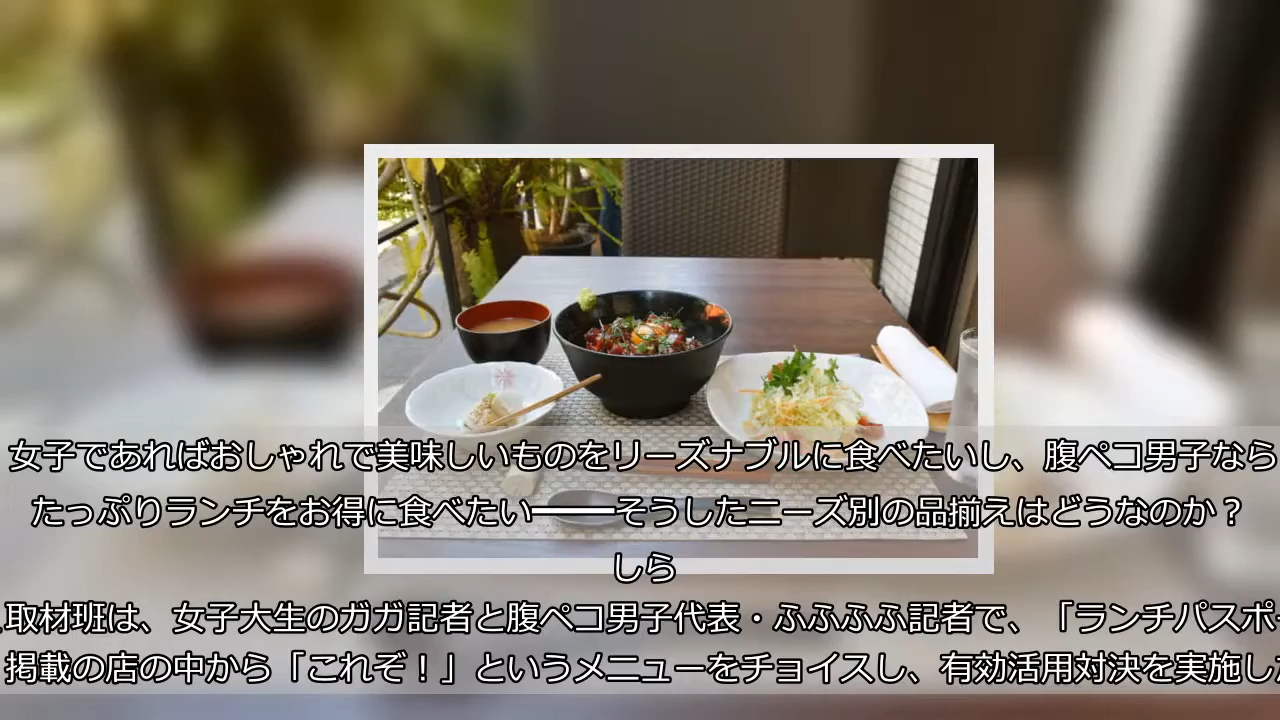 女子であればおしゃれで美味しいものをリーズナブルに食べたいし、腹ペコ男子なら
たっぷりランチをお得に食べたい━━━そうしたニーズ別の品揃えはどうなのか？
しら
取材班は、女子大生のガガ記者と腹ペコ男子代表・ふふふふ記者で、「ランチパスポ
掲載の店の中から「これぞ！」というメニューをチョイスし、有効活用対決を実施し